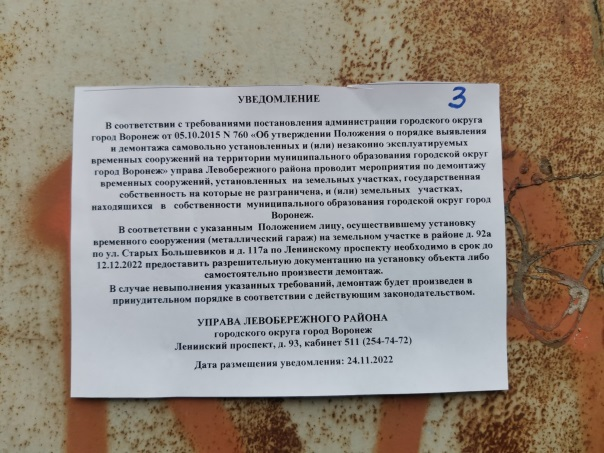 УВЕДОМЛЕНИЕ
3
В соответствии с требованиями постановления администрации городского округа
город Воронеж от 05.10.2015 N 760 «Об утверждении Положения о порядке выявления
и демонтажа самовольно установленных и (или) незаконно эксплуатируемых
временных сооружений на территории муниципального образования городской округ
город Воронеж» управа Левобережного района проводит мероприятия по демонтажу
временных сооружений, установленных на земельных участках, государственная
собственность на которые не разграничена, и (или) земельных участках,
находящихся в собственности муниципального образования городской округ город
Воронеж.
В соответствии с указанным Положением лицу, осуществившему установку
временного сооружения (металлический гараж) на земельном участке в районе д. 92а
по ул. Старых Большевиков и д. 117а по Ленинскому проспекту необходимо в срок до
12.12.2022 предоставить разрешительную документацию на установку объекта либо
самостоятельно произвести демонтаж.
В случае невыполнения указанных требований, демонтаж будет произведен в
принудительном порядке в соответствии с действующим законодательством.
УПРАВА ЛЕВОБЕРЕЖНОГО РАЙОНА
городского округа город Воронеж
Ленинский проспект, д. 93, кабинет 511 (254-74-72)
Дата размещения уведомления: 24.11.2022